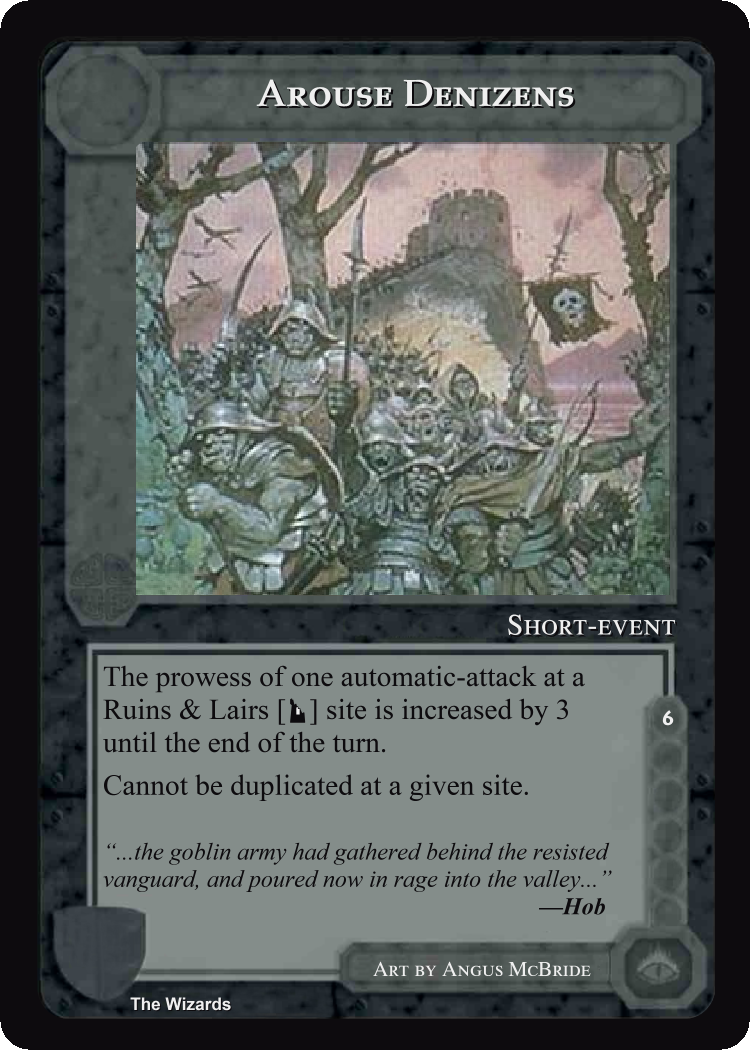 Arouse Denizens
Short-event
The prowess of one automatic-attack at a
Ruins & Lairs [ ] site is increased by 3
until the end of the turn.
Cannot be duplicated at a given site.
6
“...the goblin army had gathered behind the resisted
vanguard, and poured now in rage into the valley...”
—Hob
Art by Angus McBride
The Wizards